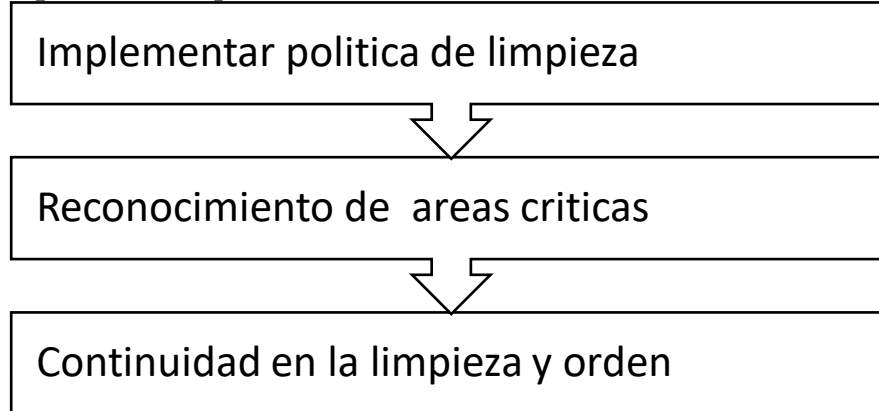 Implementar politica de limpieza
Reconocimiento de  areas criticas
Continuidad en la limpieza y orden